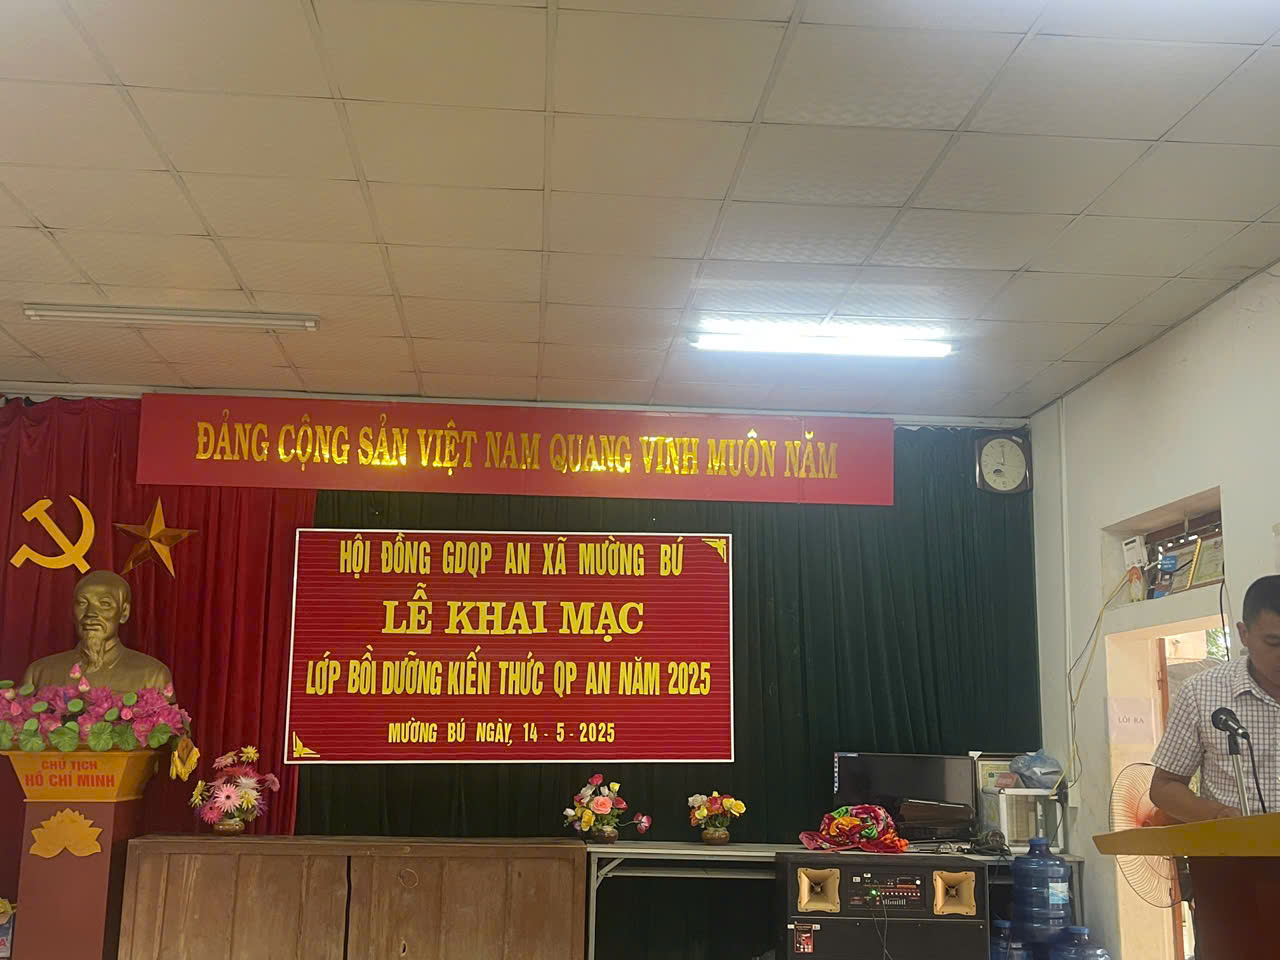 ĐẢNG CỘNG SẢN VIỆT NAM QUANG VINH MUÔN NĂM
HỘI ĐỒNG GDQP AN XÃ MƯỜNG BÚ
LỄ KHAI MẠC
LỚP BỒI DƯỠNG KIẾN THỨC QP AN NĂM 2025
MƯỜNG BÚ NGÀY, 14 - 5 - 2025
CHỦ TỊCH
HỒ CHÍ MINH
LỐI RA